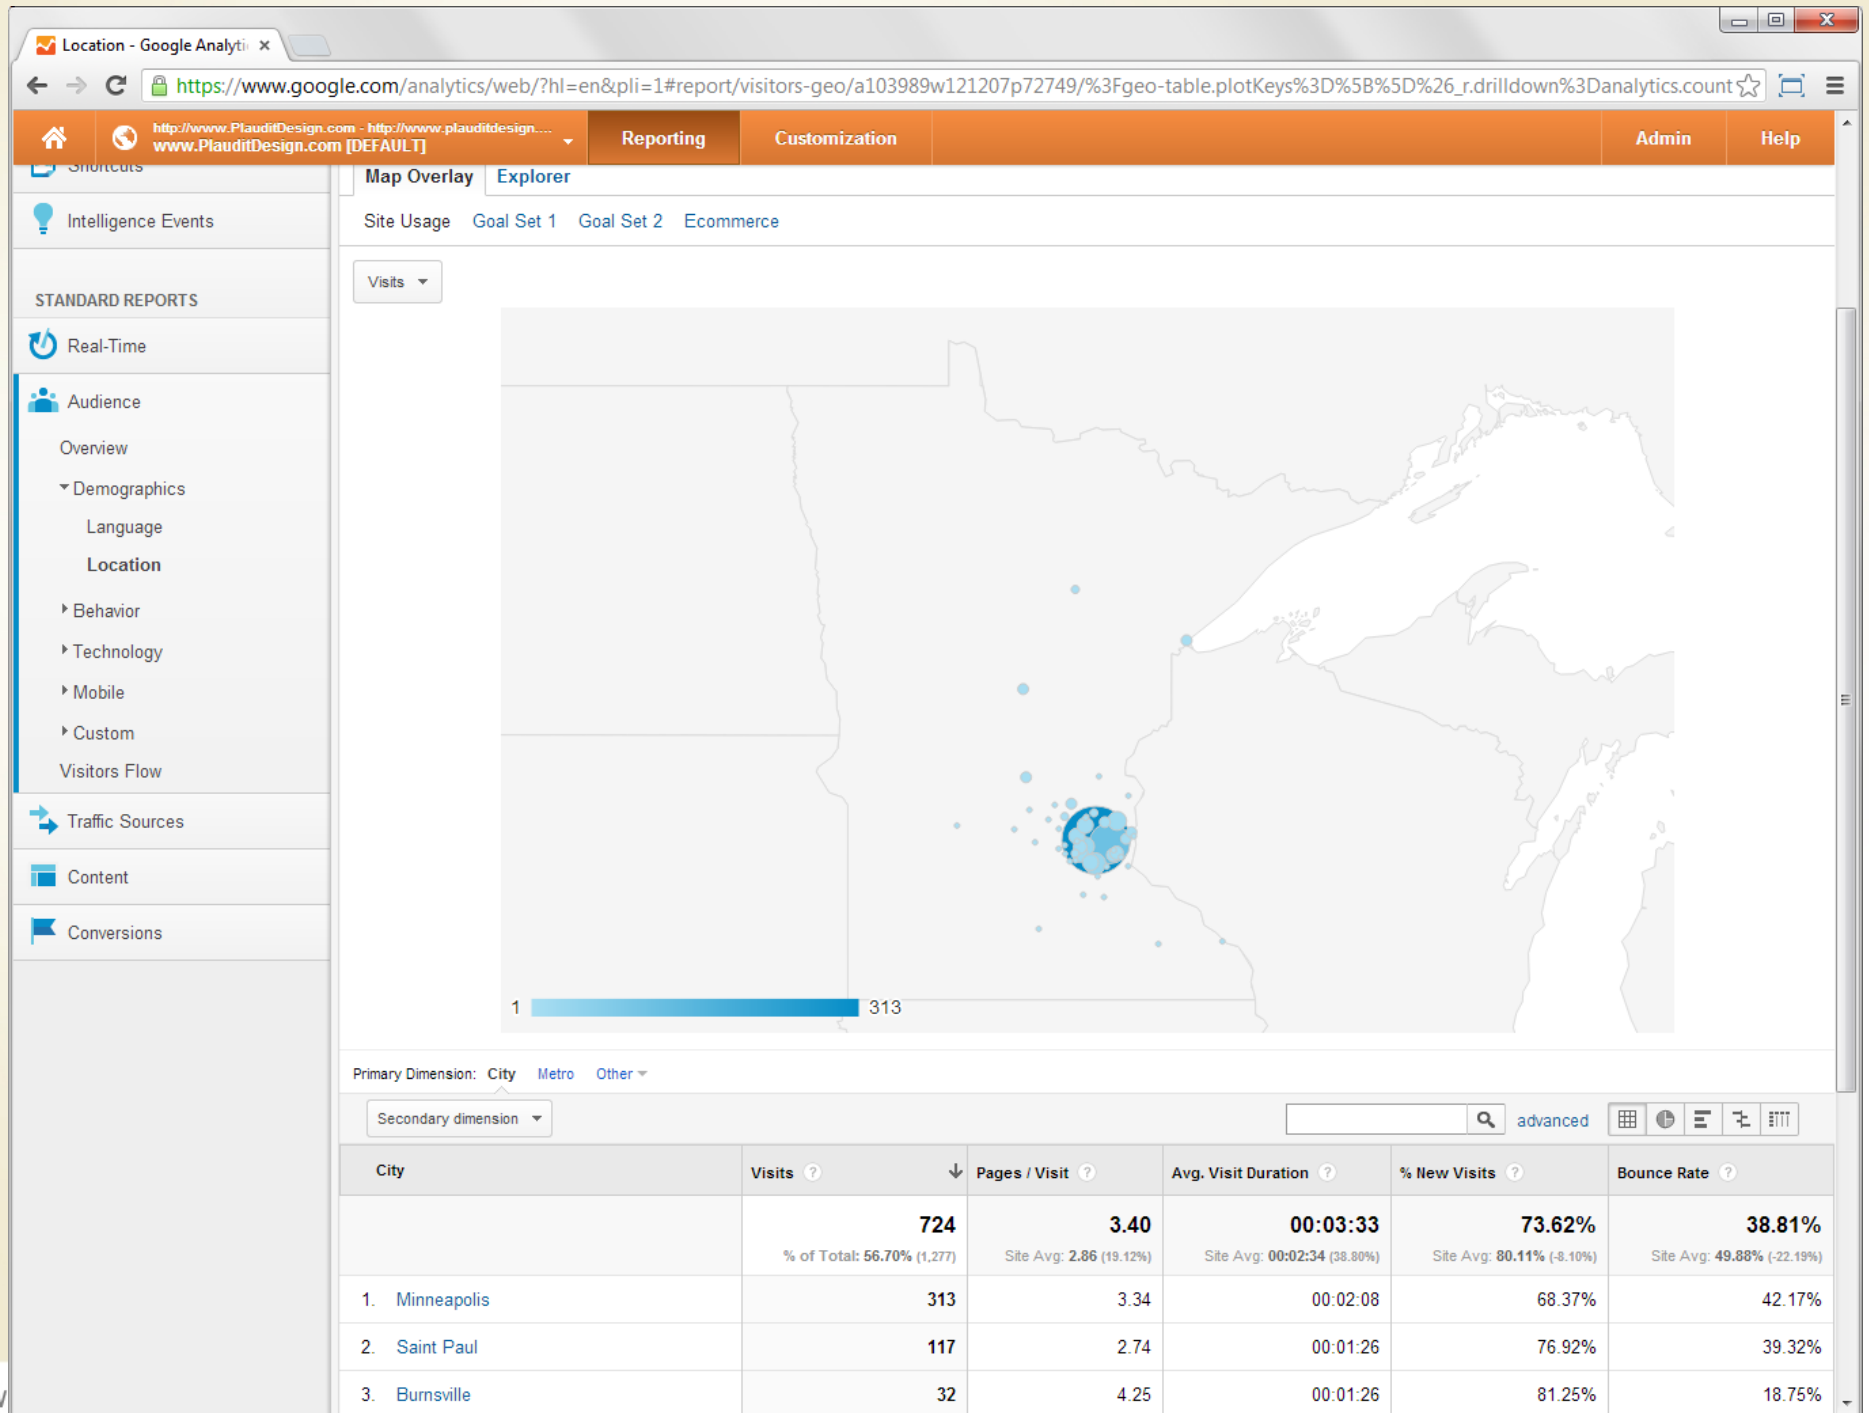 Location - Google Analyti
https://www.google.com/analytics/web/?hl=en&pli=1#report/visitors-geo/a103989w121207p72749/%3Fgeo-table.plotKeys%3D%5B%5D%26_r.drilldown%3Danalytics.count
http://www.PlauditDesign.com - http://www.plauditdesign....
www.PlauditDesign.com [DEFAULT]
Reporting
Customization
Admin
Help
Shortcuts
Intelligence Events
STANDARD REPORTS
Real-Time
Audience
Overview
Demographics
Language
Location
Behavior
Technology
Mobile
Custom
Visitors Flow
Traffic Sources
Content
Conversions
Map Overlay Explorer
Site Usage Goal Set 1 Goal Set 2 Ecommerce
Visits
1 313
Primary Dimension: City Metro Other
Secondary dimension
advanced
City Visits ? Pages / Visit ? Avg. Visit Duration ? % New Visits ? Bounce Rate ?
724 3.40 00:03:33 73.62% 38.81%
% of Total: 56.70% (1,277) Site Avg: 2.86 (19.12%) Site Avg: 00:02:34 (38.80%) Site Avg: 80.11% (-8.10%) Site Avg: 49.88% (-22.19%)
1. Minneapolis 313 3.34 00:02:08 68.37% 42.17%
2. Saint Paul 117 2.74 00:01:26 76.92% 39.32%
3. Burnsville 32 4.25 00:01:26 81.25% 18.75%